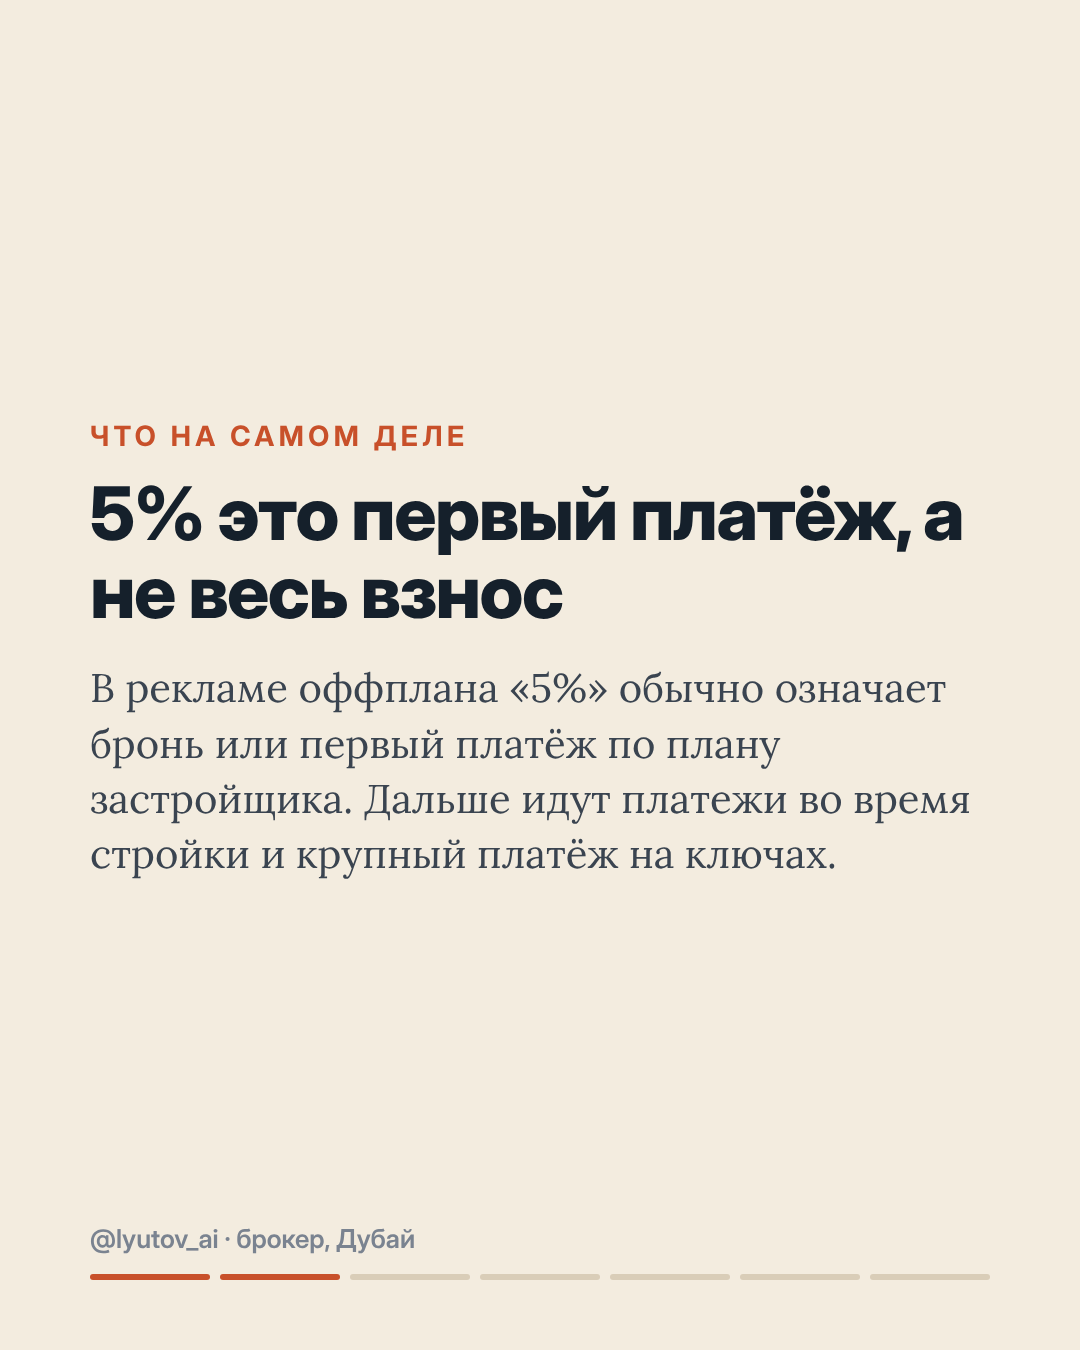 ЧТО НА САМОМ ДЕЛЕ
5% это первый платёж, а
не весь взнос
В рекламе оффплана «5%» обычно означает
бронь или первый платёж по плану
застройщика. Дальше идут платежи во время
стройки и крупный платёж на ключах.
@lyutov_ai · брокер, Дубай